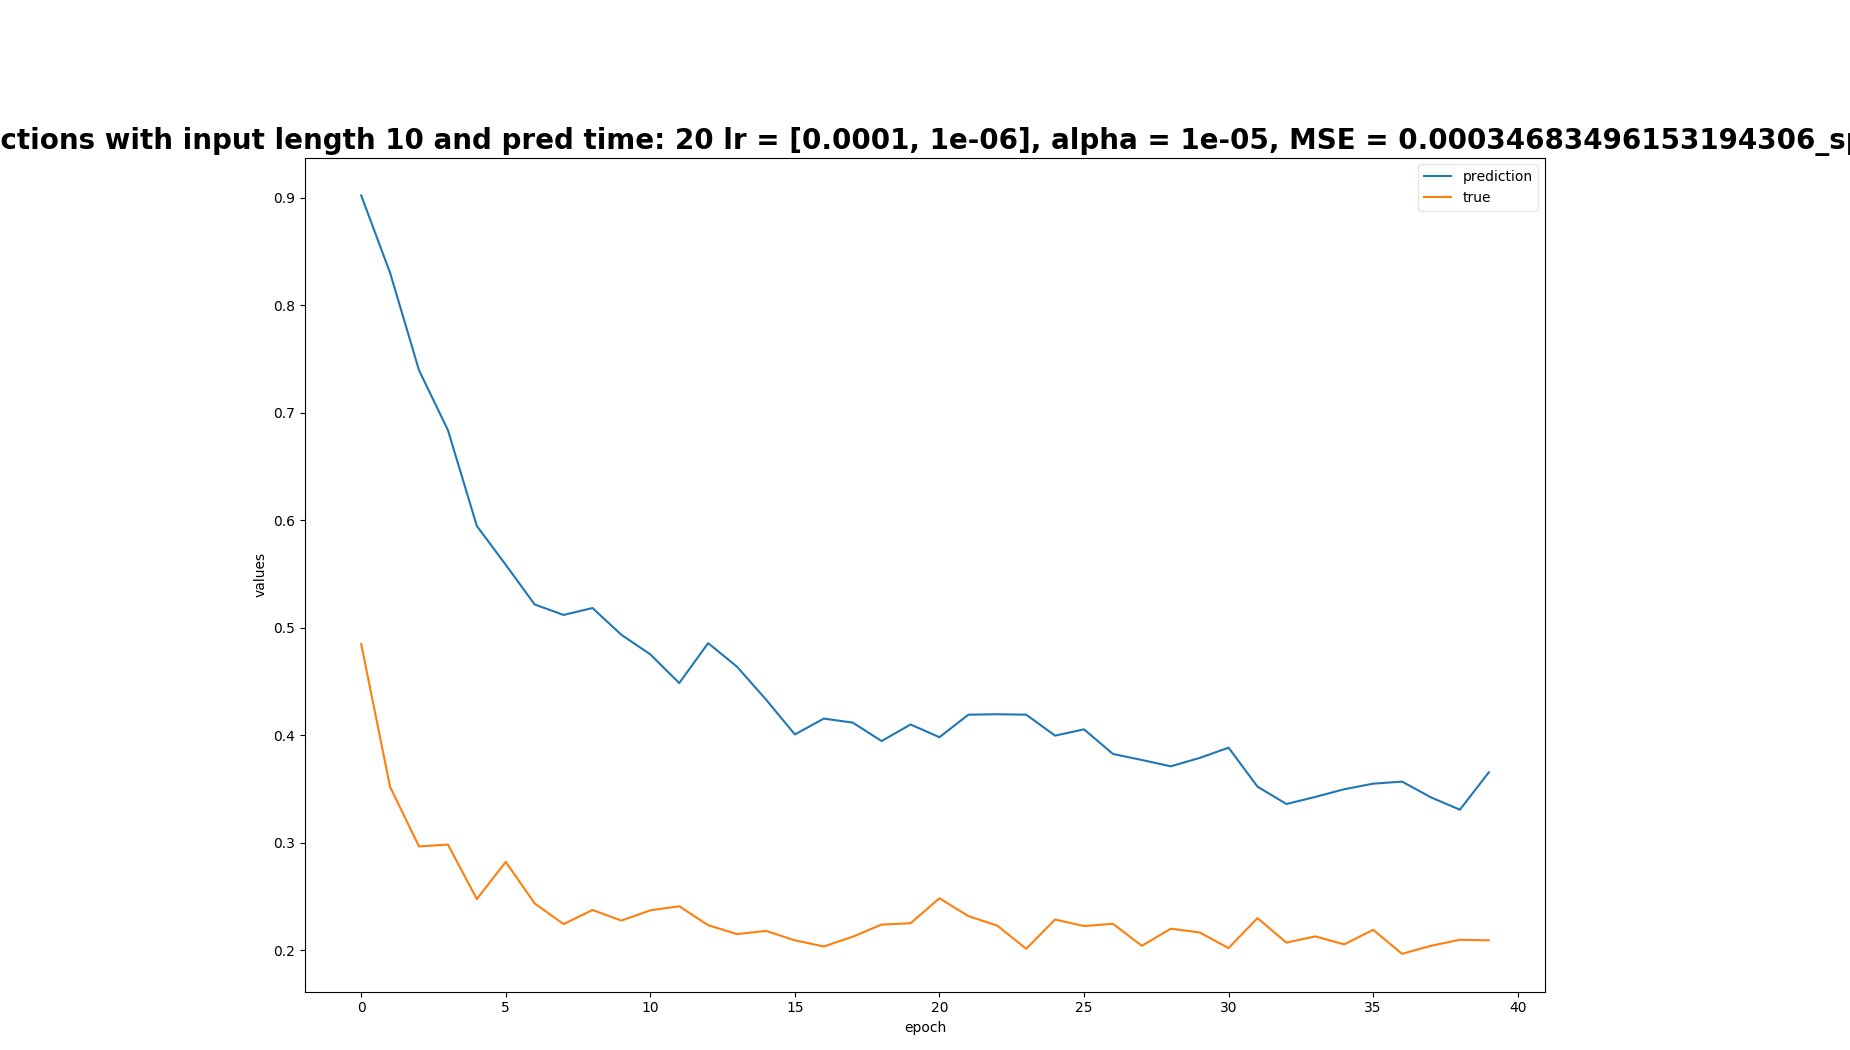 ctions with input length 10 and pred time: 20 lr = [0.0001, 1e-06], alpha = 1e-05, MSE = 0.00034683496153194306_sp
prediction
true
0.9
0.8
0.7
0.6
0.5
0.4
0.3
0.2
values
0 5 10 15 20 25 30 35 40
epoch